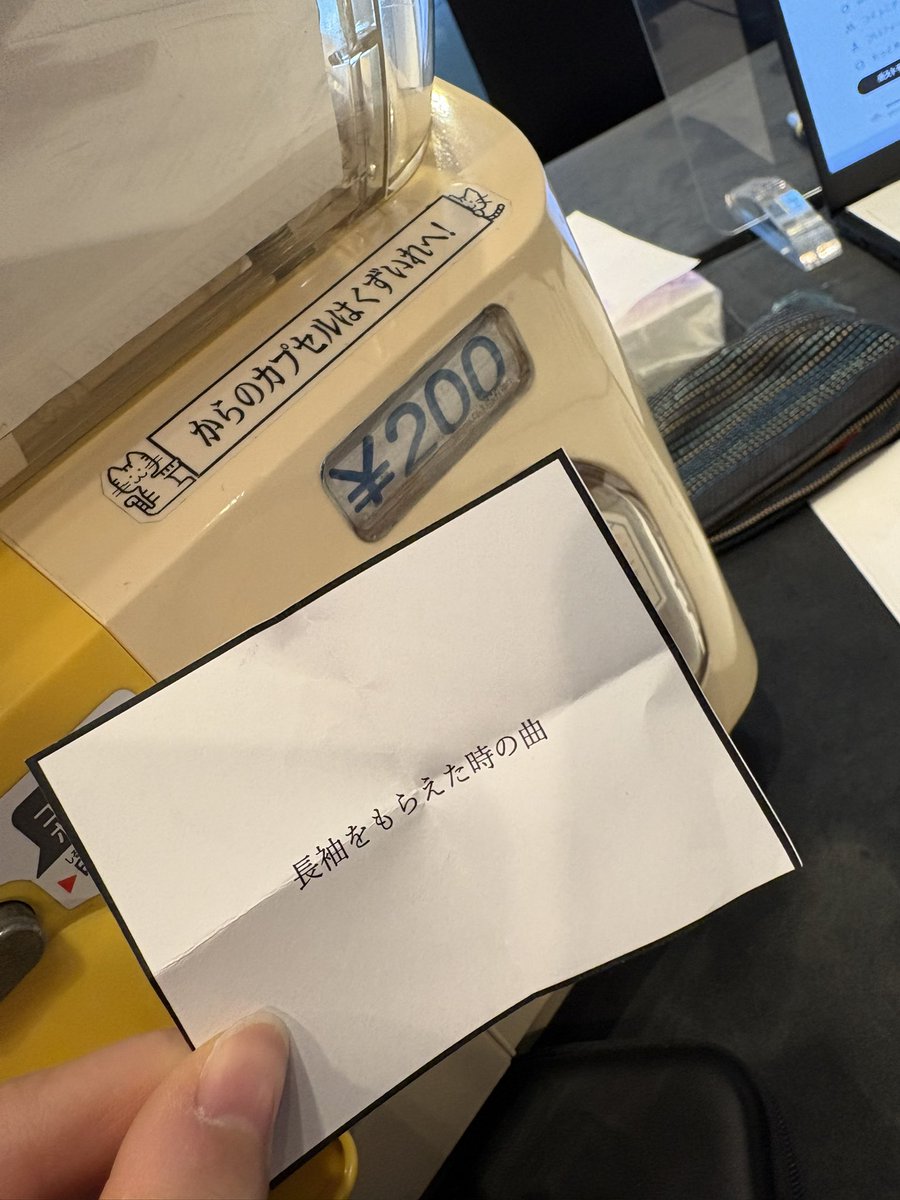 からのカプセルはくずいれへ！
¥200
長袖をもらえた時の曲